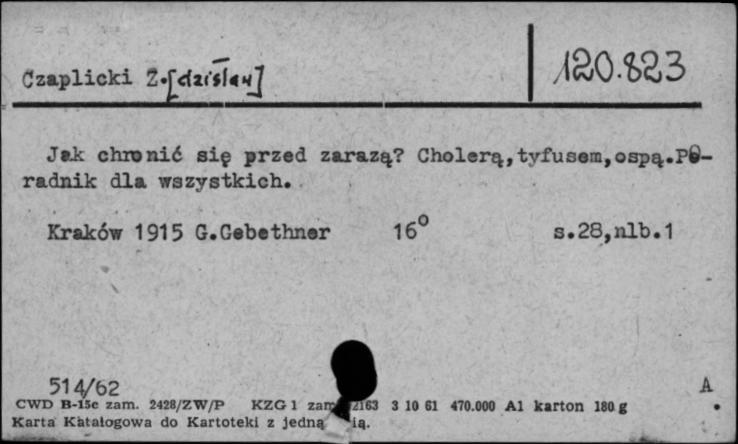 Czaplicki Z.[dzisław]
120.823
Jak chronić się przed zarazą? Cholerą,tyfusem,ospą.Po-
radnik dla wszystkich.
Kraków 1915 G.Gebethner 16° s.28,nlb.1
514/62
A
CWD B-15c zam. 2428/ZW/P KZG 1 2163 3 10 61 470.000 A1 karton 180 g
Karta Katalogowa do Kartoteki z jedną